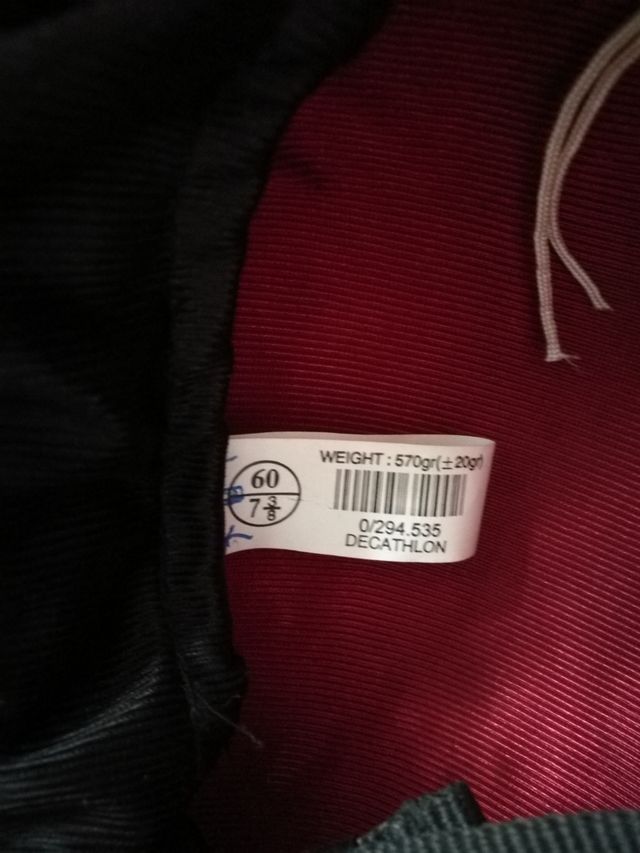 60
7 3/8
WEIGHT : 570gr(±20gr)
0/294.535
DECATHLON